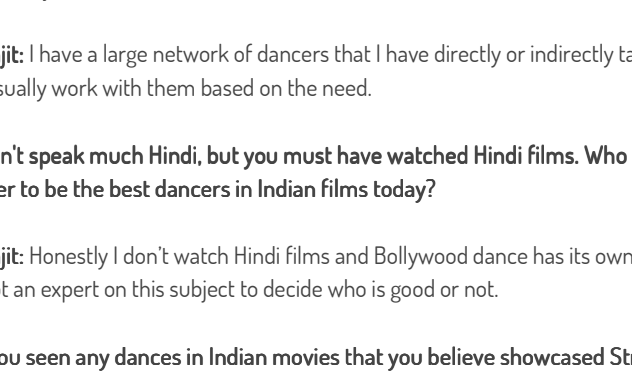 jit: I have a large network of dancers that I have directly or indirectly ta
sually work with them based on the need.
n't speak much Hindi, but you must have watched Hindi films. Who
er to be the best dancers in Indian films today?
jit: Honestly I don’t watch Hindi films and Bollywood dance has its own
t an expert on this subject to decide who is good or not.
ou seen any dances in Indian movies that you believe showcased Str